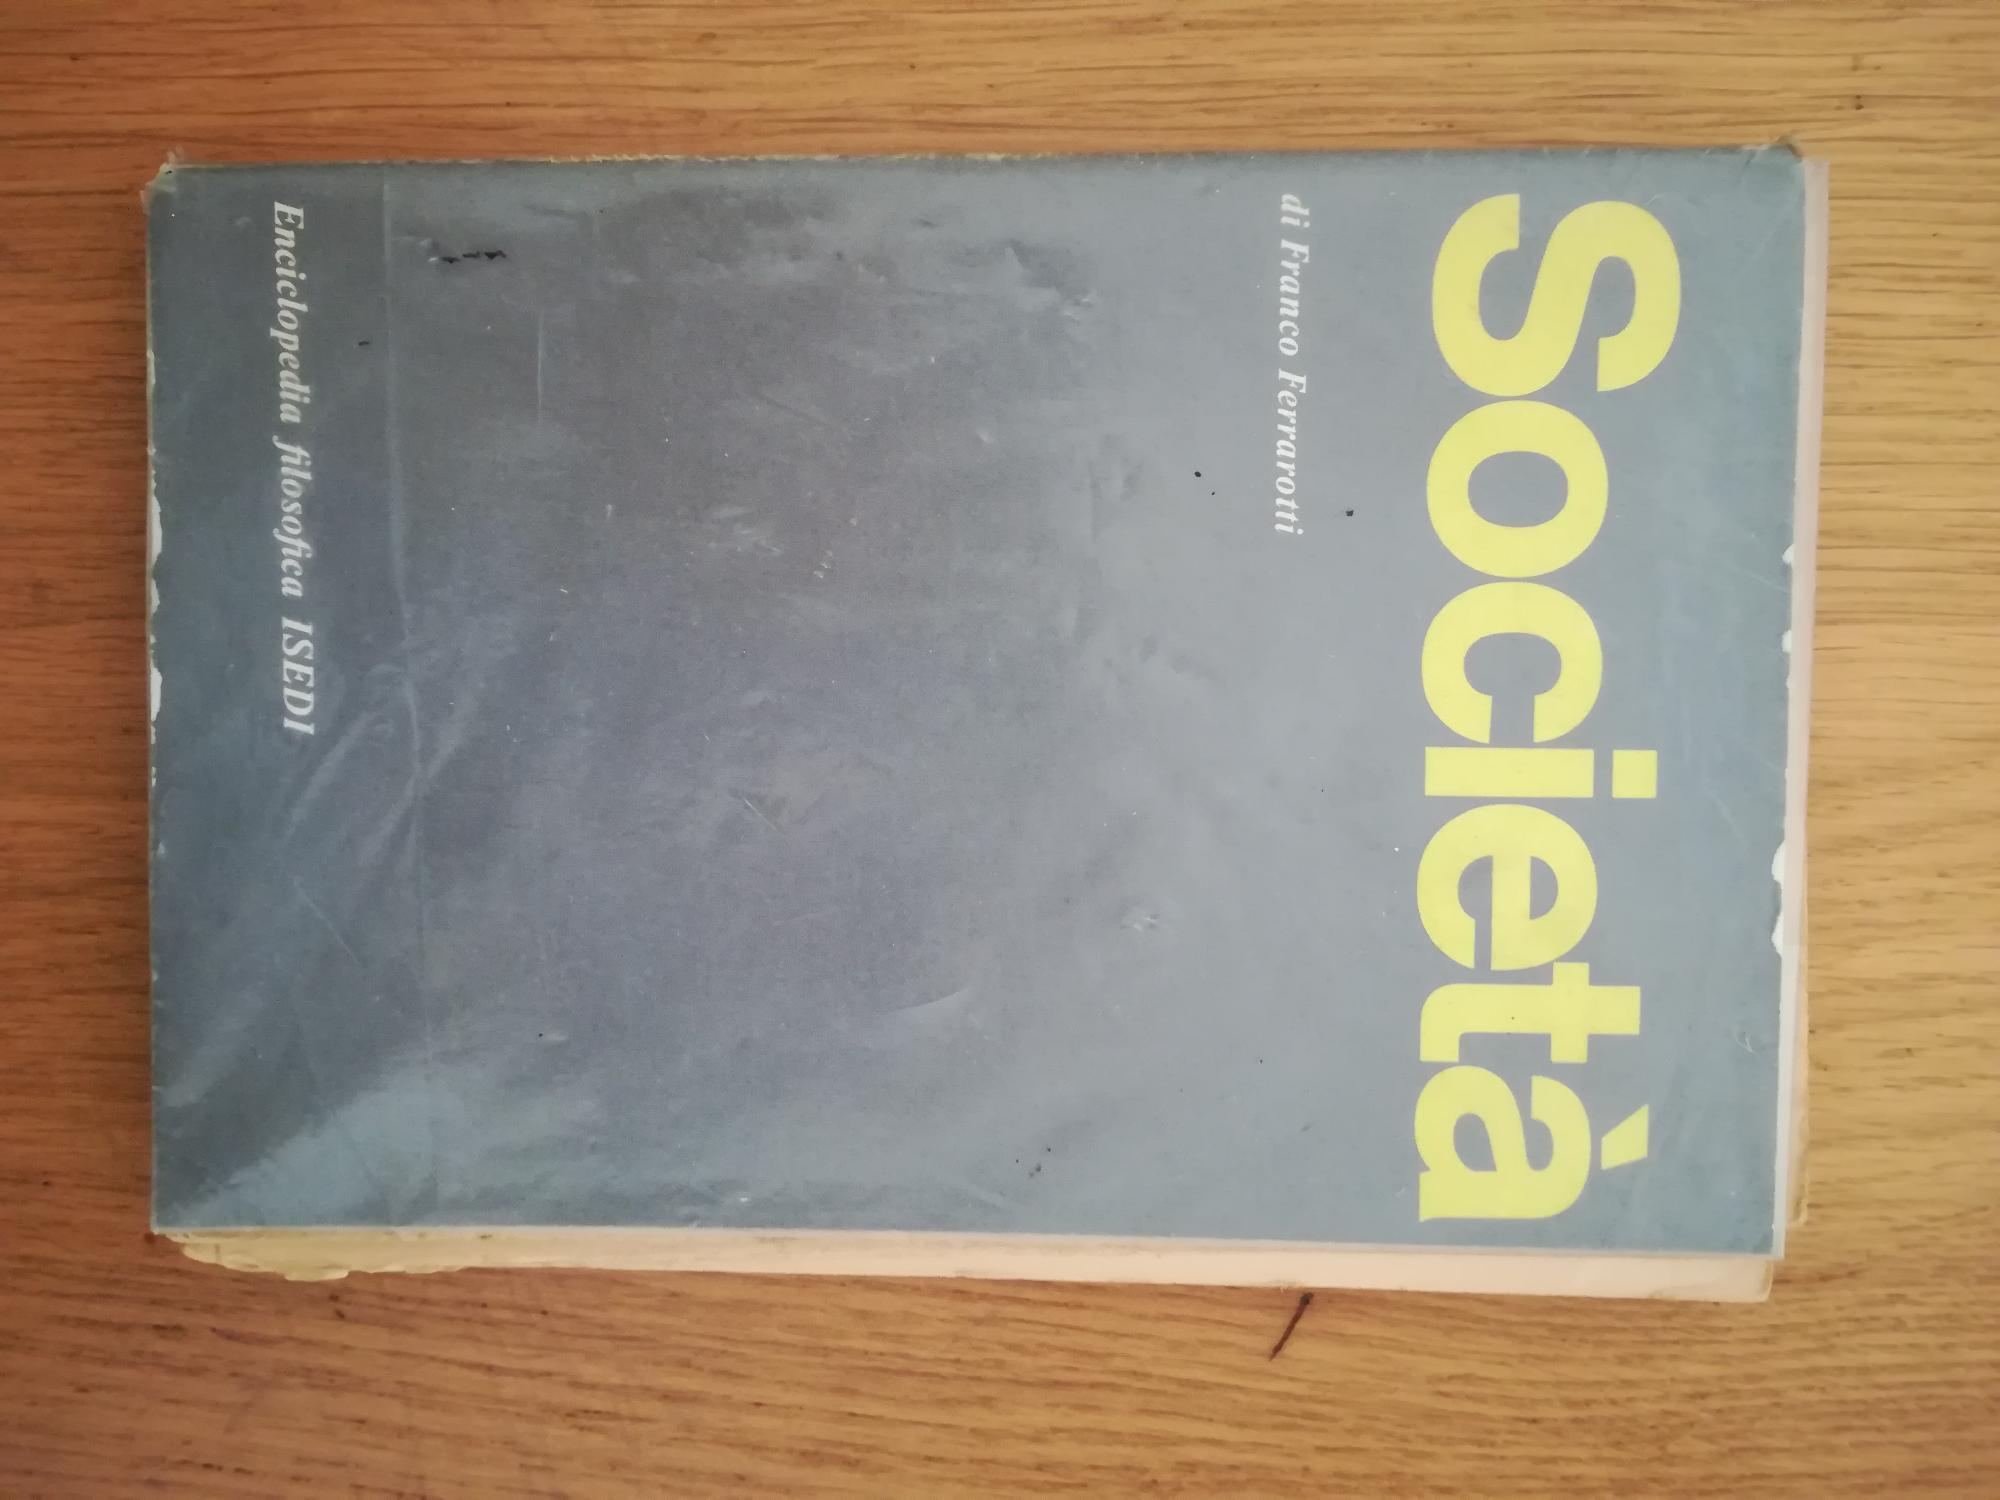 Società
di Franco Ferrarotti
Enciclopedia filosofica ISEDI